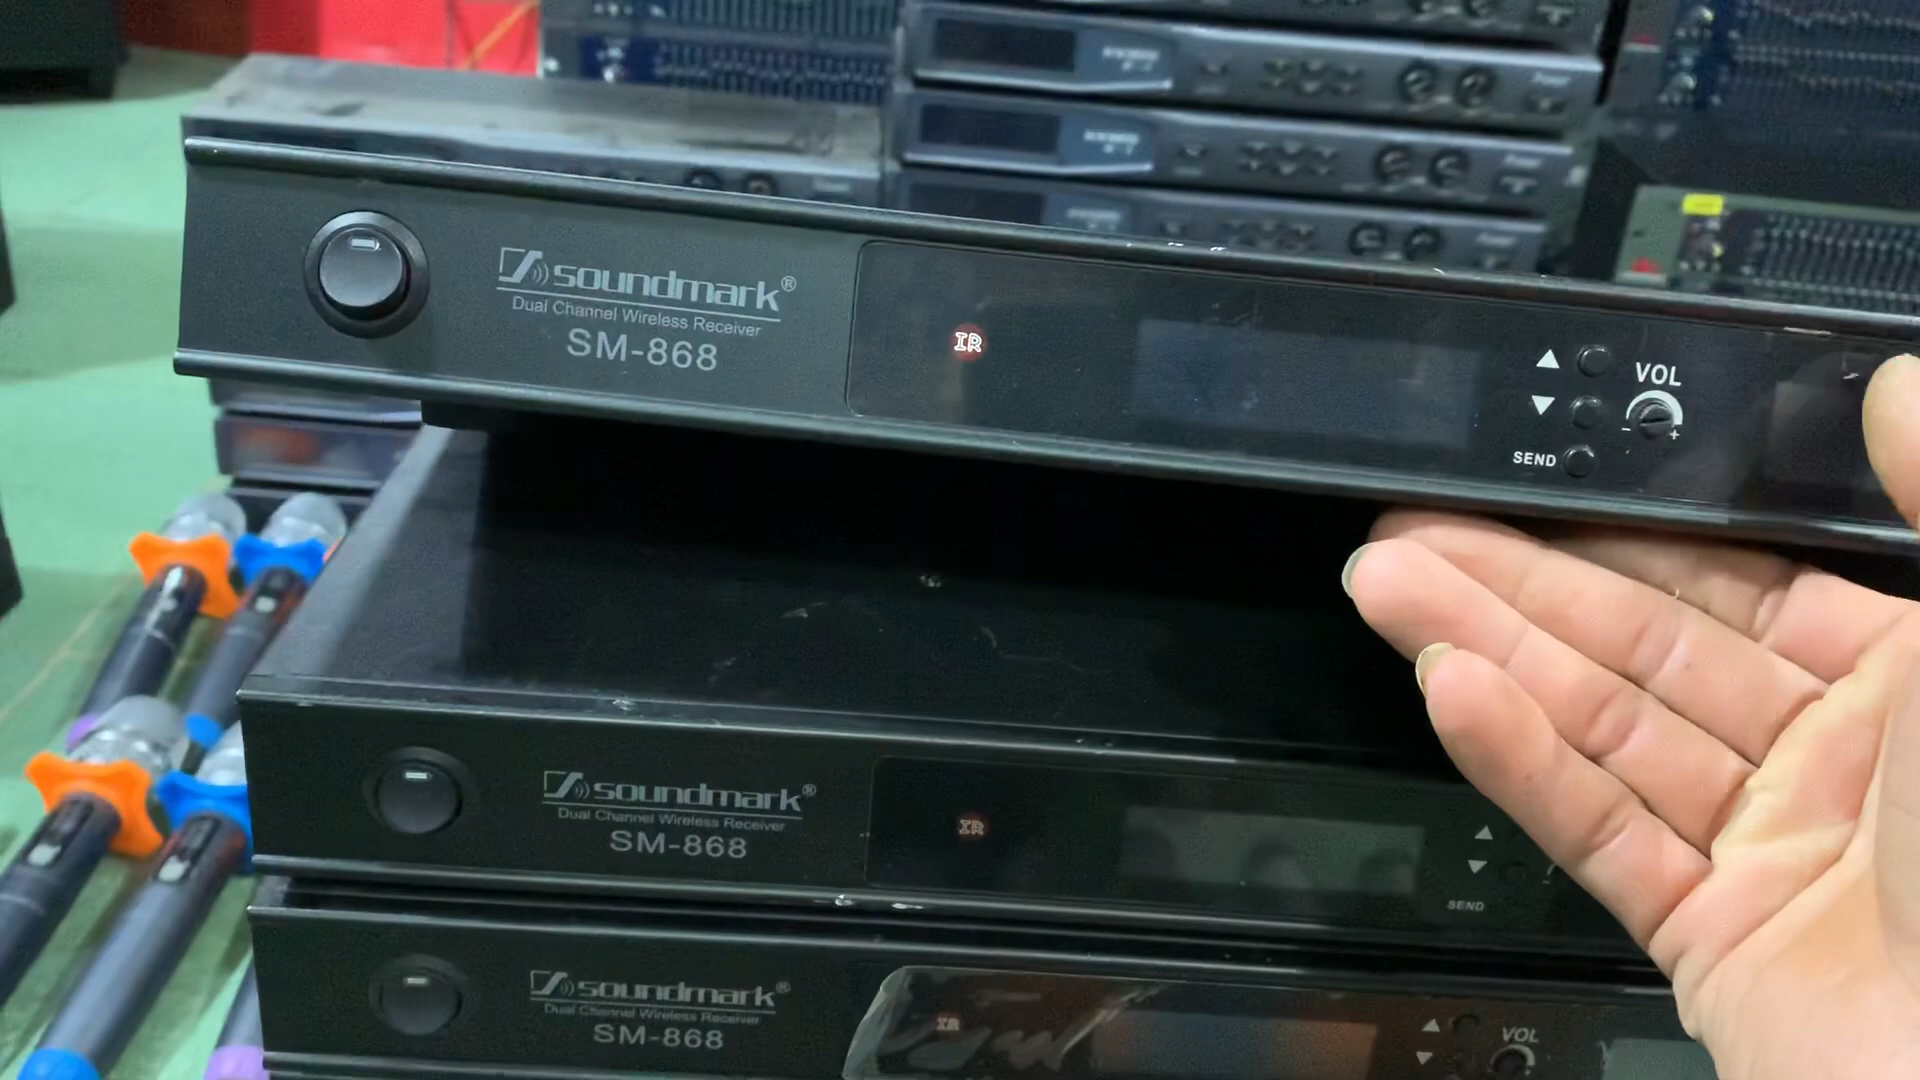 soundmark®
Dual Channel Wireless Receiver
SM-868
IR
VOL
- +
SEND
soundmark®
Dual Channel Wireless Receiver
SM-868
IR
SEND
soundmark®
Dual Channel Wireless Receiver
SM-868
IR
VOL